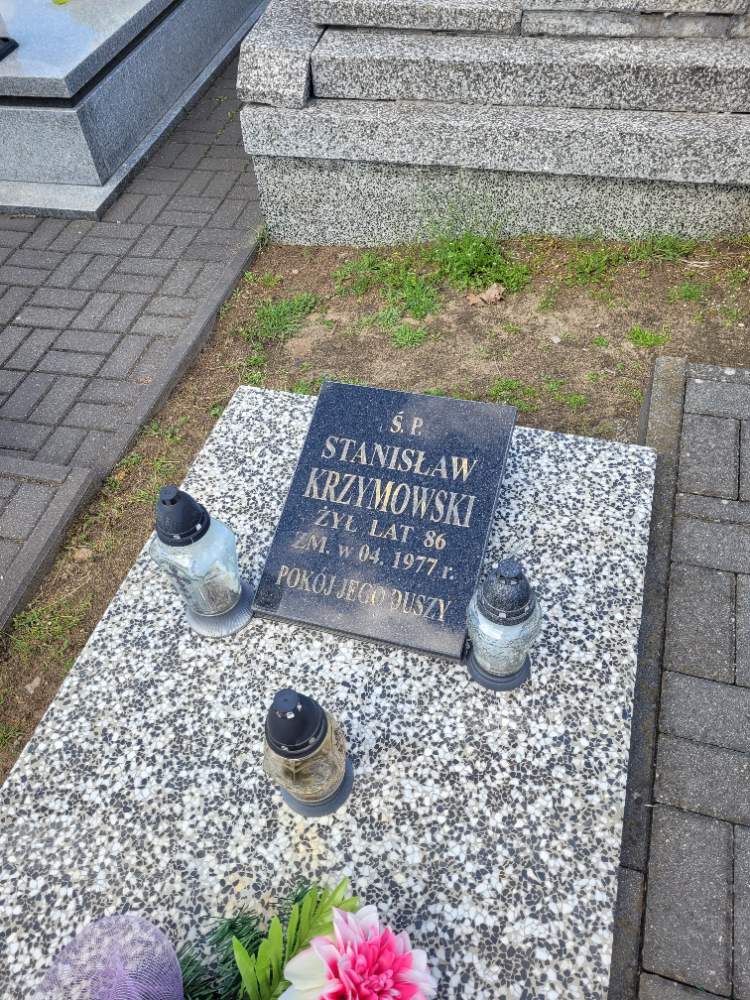 Ś. P.
STANISŁAW
KRZYMOWSKI
ŻYŁ LAT 86
ZM. w 04. 1977 r.
POKÓJ JEGO DUSZY